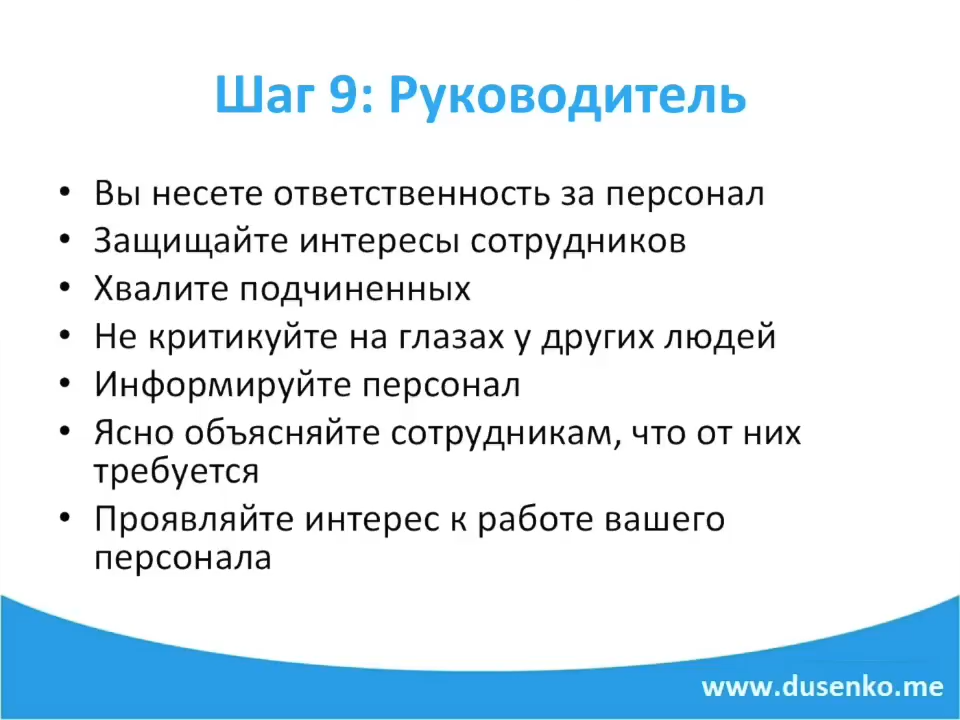 Шаг 9: Руководитель
• Вы несете ответственность за персонал
• Защищайте интересы сотрудников
• Хвалите подчиненных
• Не критикуйте на глазах у других людей
• Информируйте персонал
• Ясно объясняйте сотрудникам, что от них
требуется
• Проявляйте интерес к работе вашего
персонала
www.dusenko.me